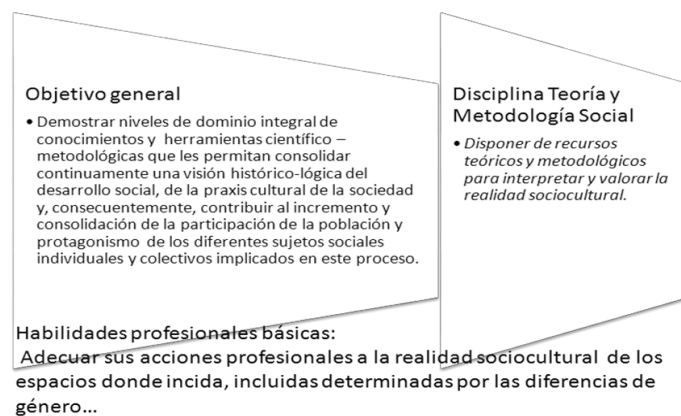 Objetivo general
• Demostrar niveles de dominio integral de
conocimientos y herramientas científico –
metodológicas que les permitan consolidar
continuamente una visión histórico-lógica del
desarrollo social, de la praxis cultural de la sociedad
y, consecuentemente, contribuir al incremento y
consolidación de la participación de la población y
protagonismo de los diferentes sujetos sociales
individuales y colectivos implicados en este proceso.
Disciplina Teoría y
Metodología Social
• Disponer de recursos
teóricos y metodológicos
para interpretar y valorar la
realidad sociocultural.
Habilidades profesionales básicas:
Adecuar sus acciones profesionales a la realidad sociocultural de los
espacios donde incida, incluidas determinadas por las diferencias de
género...